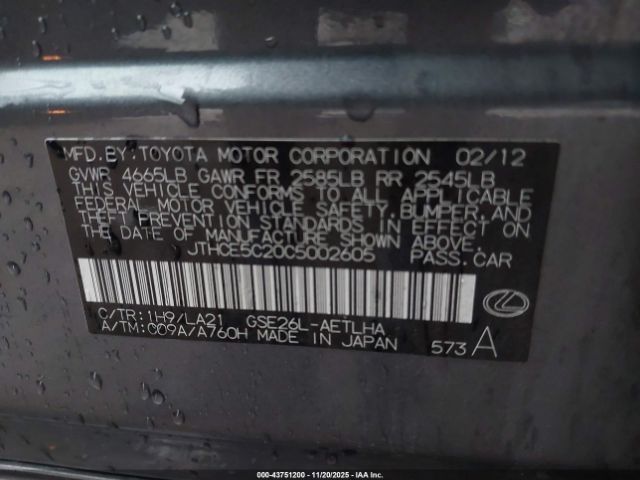 MFD.BY:TOYOTA MOTOR CORPORATION 02/12
GVWR 4665LB GAWR FR 2585LB RR 2545LB
THIS VEHICLE CONFORMS TO ALL APPLICABLE
FEDERAL MOTOR VEHICLE SAFETY, BUMPER, AND
THEFT PREVENTION STANDARDS IN EFFECT ON
THE DATE OF MANUFACTURE SHOWN ABOVE.
JTHCE5C20C5002605 PASS.CAR
C/TR:1H9/LA21 GSE26L-AETLHA
A/TM:C09A/A760H MADE IN JAPAN 573 A
000-43751200 - 11/20/2025 - IAAI.COM